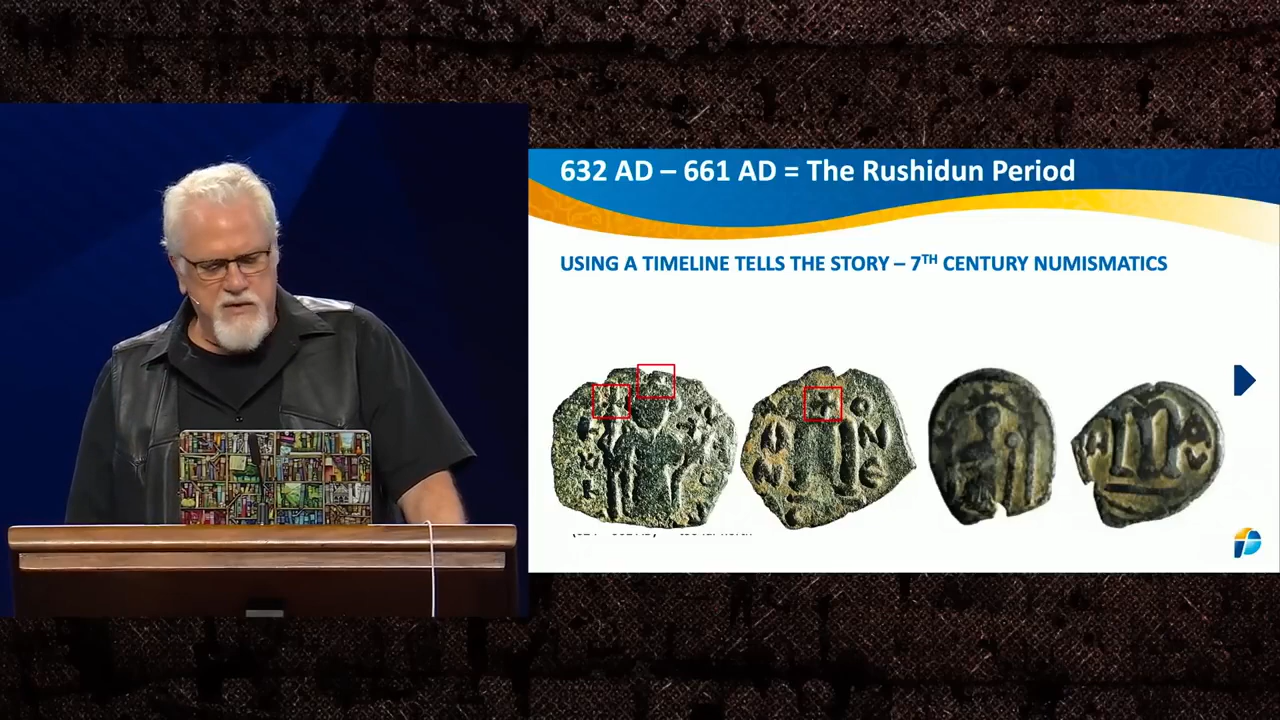 632 AD – 661 AD = The Rushidun Period
USING A TIMELINE TELLS THE STORY – 7TH CENTURY NUMISMATICS